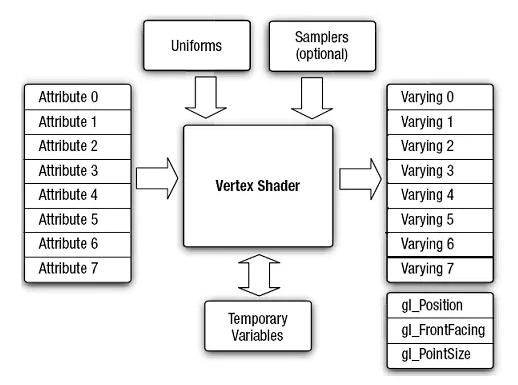 Uniforms
Samplers
(optional)
Attribute 0
Attribute 1
Attribute 2
Attribute 3
Attribute 4
Attribute 5
Attribute 6
Attribute 7
Vertex Shader
Varying 0
Varying 1
Varying 2
Varying 3
Varying 4
Varying 5
Varying 6
Varying 7
Temporary
Variables
gl_Position
gl_FrontFacing
gl_PointSize